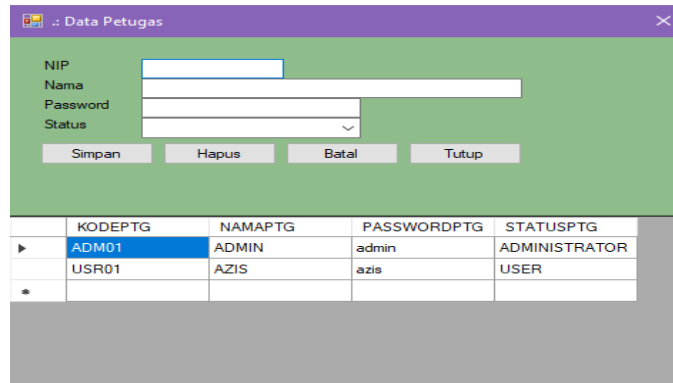 .: Data Petugas
NIP
Nama
Password
Status
Simpan Hapus Batal Tutup
KODEPTG NAMAPTG PASSWORDPTG STATUSPTG
ADM01 ADMIN admin ADMINISTRATOR
USR01 AZIS azis USER